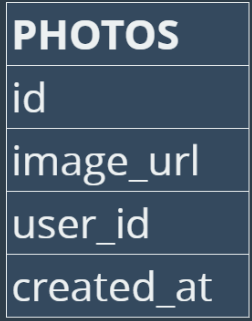 PHOTOS
id
image_url
user_id
created_at